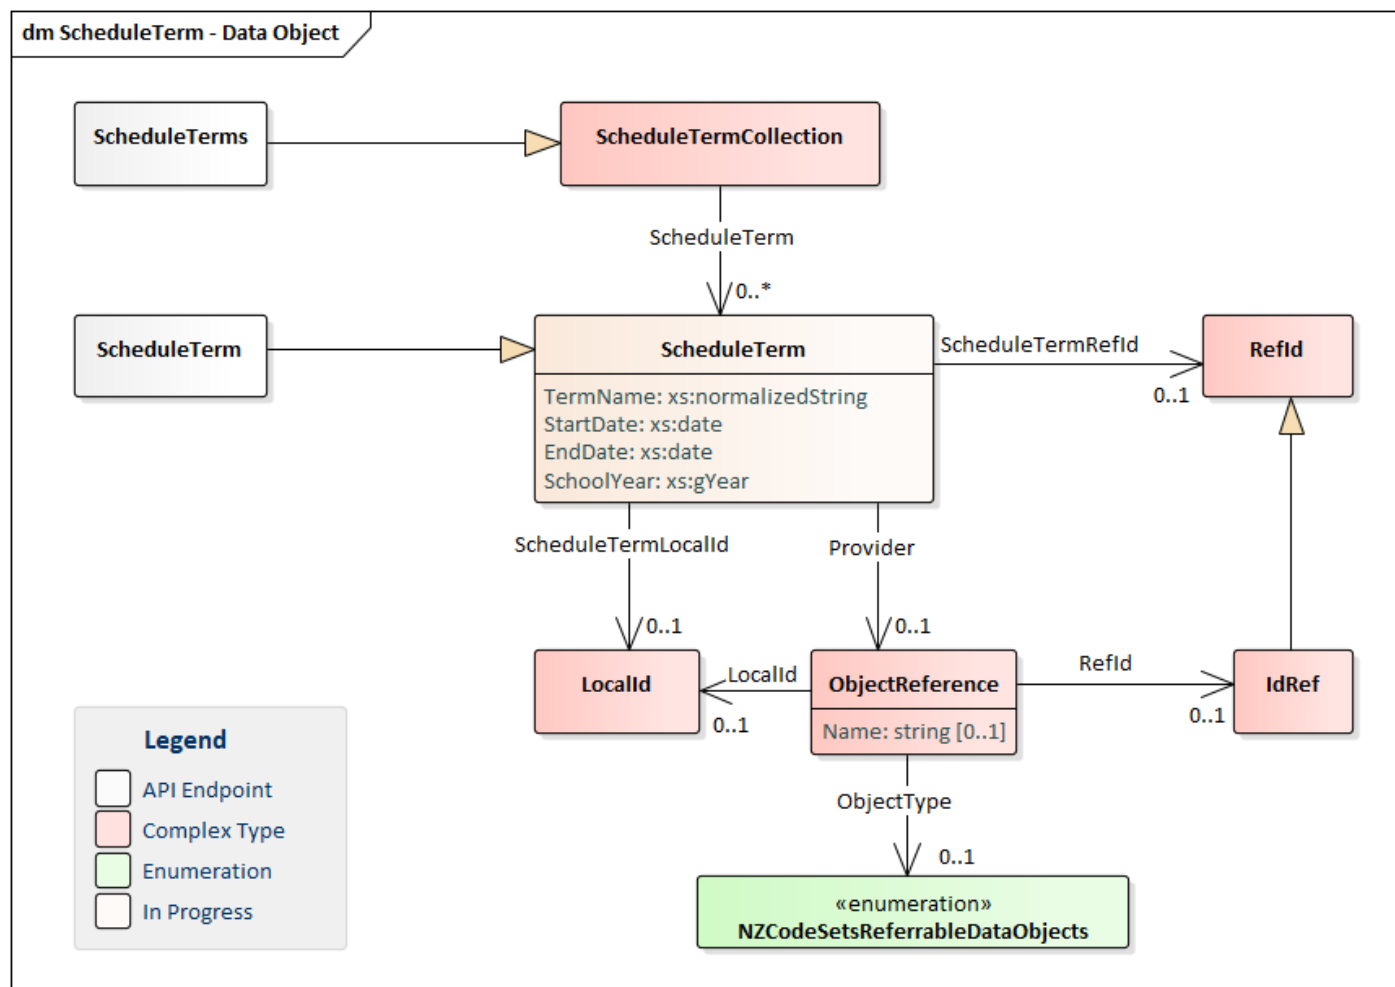 dm ScheduleTerm - Data Object
ScheduleTerms
ScheduleTermCollection
ScheduleTerm
0..*
ScheduleTerm
ScheduleTerm
TermName: xs:normalizedString
StartDate: xs:date
EndDate: xs:date
SchoolYear: xs:gYear
ScheduleTermRefId
0..1
RefId
ScheduleTermLocalId
0..1
Provider
0..1
LocalId
LocalId
0..1
ObjectReference
Name: string [0..1]
RefId
0..1
IdRef
ObjectType
0..1
«enumeration»
NZCodeSetsReferrableDataObjects
Legend
API Endpoint
Complex Type
Enumeration
In Progress